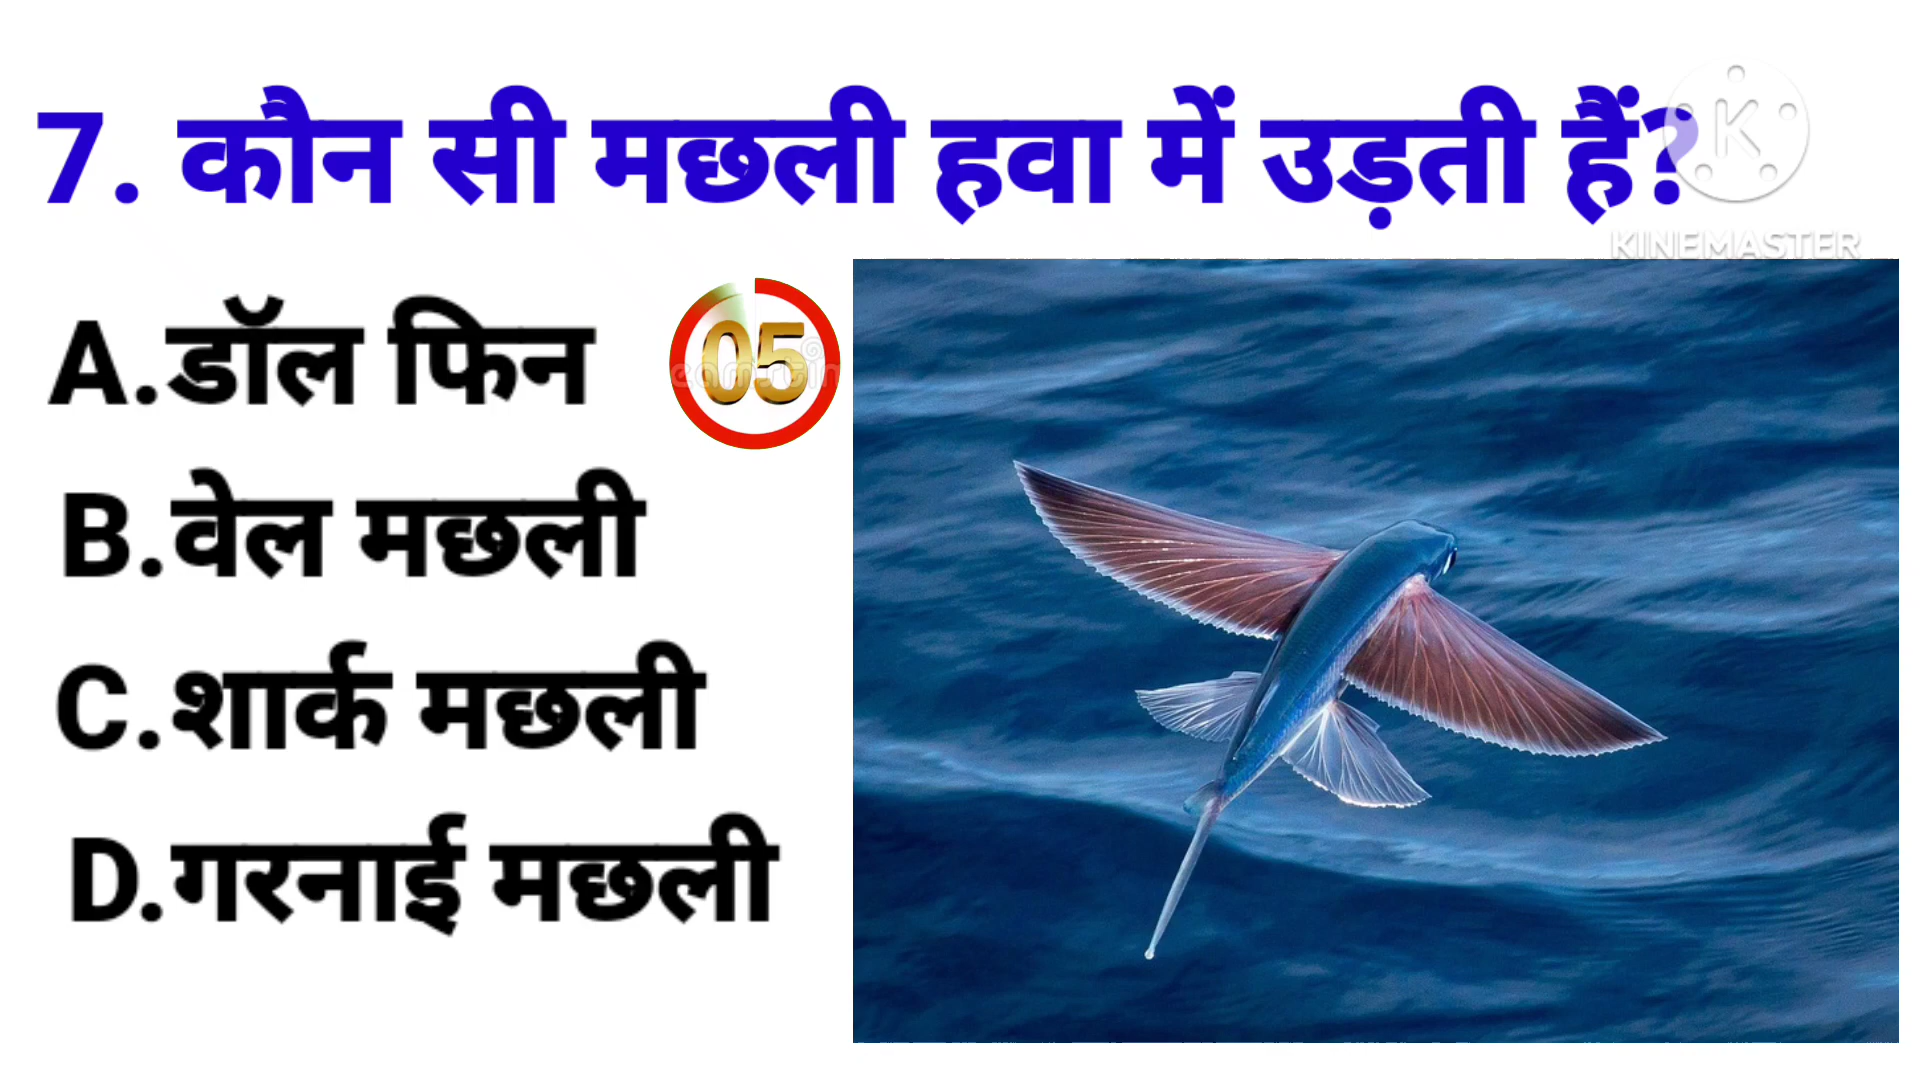 7. कौन सी मछली हवा में उड़ती हैं?
K
KINEMASTER
A.डॉल फिन
05
B.वेल मछली
C.शार्क मछली
D.गरनाई मछली